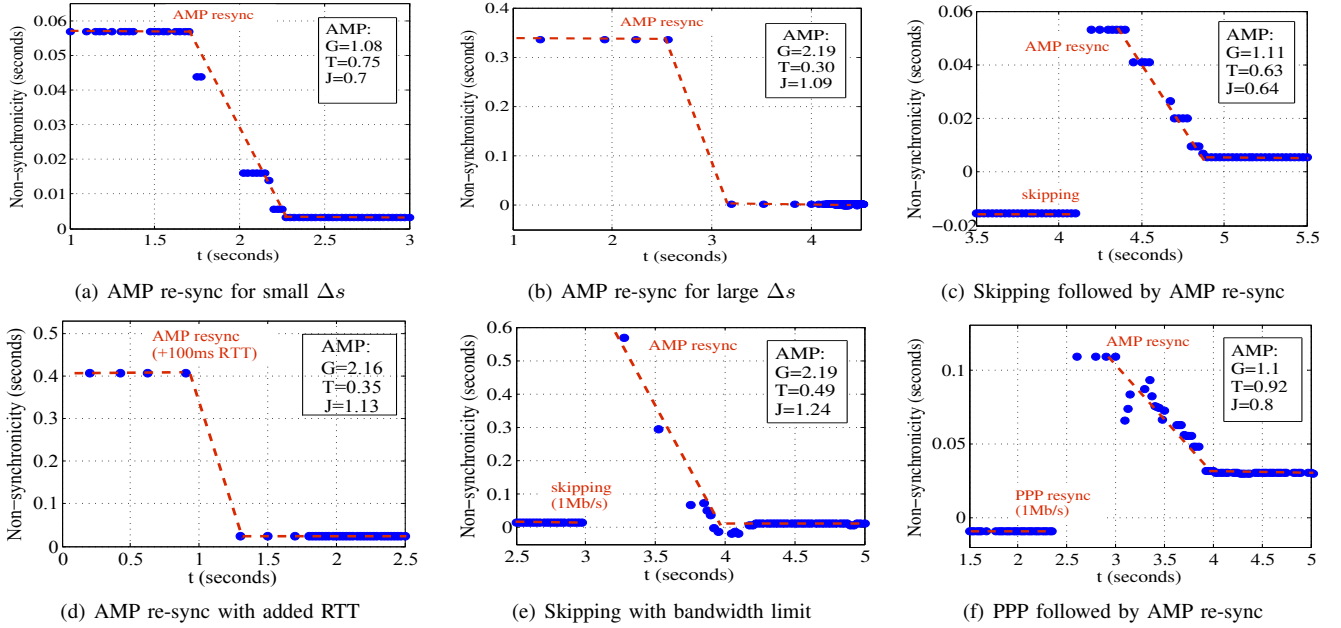 Non−synchronicity (seconds)
0.06
0.05
0.04
0.03
0.02
0.01
0
1
1.5
2
2.5
3
t (seconds)
AMP resync
AMP:
G=1.08
T=0.75
J=0.7
(a) AMP re-sync for small Δs
Non−synchronicity (seconds)
0.4
0.3
0.2
0.1
0
1
2
3
4
t (seconds)
AMP resync
AMP:
G=2.19
T=0.30
J=1.09
(b) AMP re-sync for large Δs
Non−synchronicity (seconds)
0.06
0.04
0.02
0
−0.02
3.5
4
4.5
5
5.5
t (seconds)
AMP resync
skipping
AMP:
G=1.11
T=0.63
J=0.64
(c) Skipping followed by AMP re-sync
Non−synchronicity (seconds)
0.5
0.4
0.3
0.2
0.1
0
0
0.5
1
1.5
2
2.5
t (seconds)
AMP resync
(+100ms RTT)
AMP:
G=2.16
T=0.35
J=1.13
(d) AMP re-sync with added RTT
Non−synchronicity (seconds)
0.6
0.5
0.4
0.3
0.2
0.1
0
2.5
3
3.5
4
4.5
5
t (seconds)
AMP resync
skipping
(1Mb/s)
AMP:
G=2.19
T=0.49
J=1.24
(e) Skipping with bandwidth limit
Non−synchronicity (seconds)
0.1
0.05
0
1.5
2
2.5
3
3.5
4
4.5
5
t (seconds)
AMP resync
PPP resync
(1Mb/s)
AMP:
G=1.1
T=0.92
J=0.8
(f) PPP followed by AMP re-sync